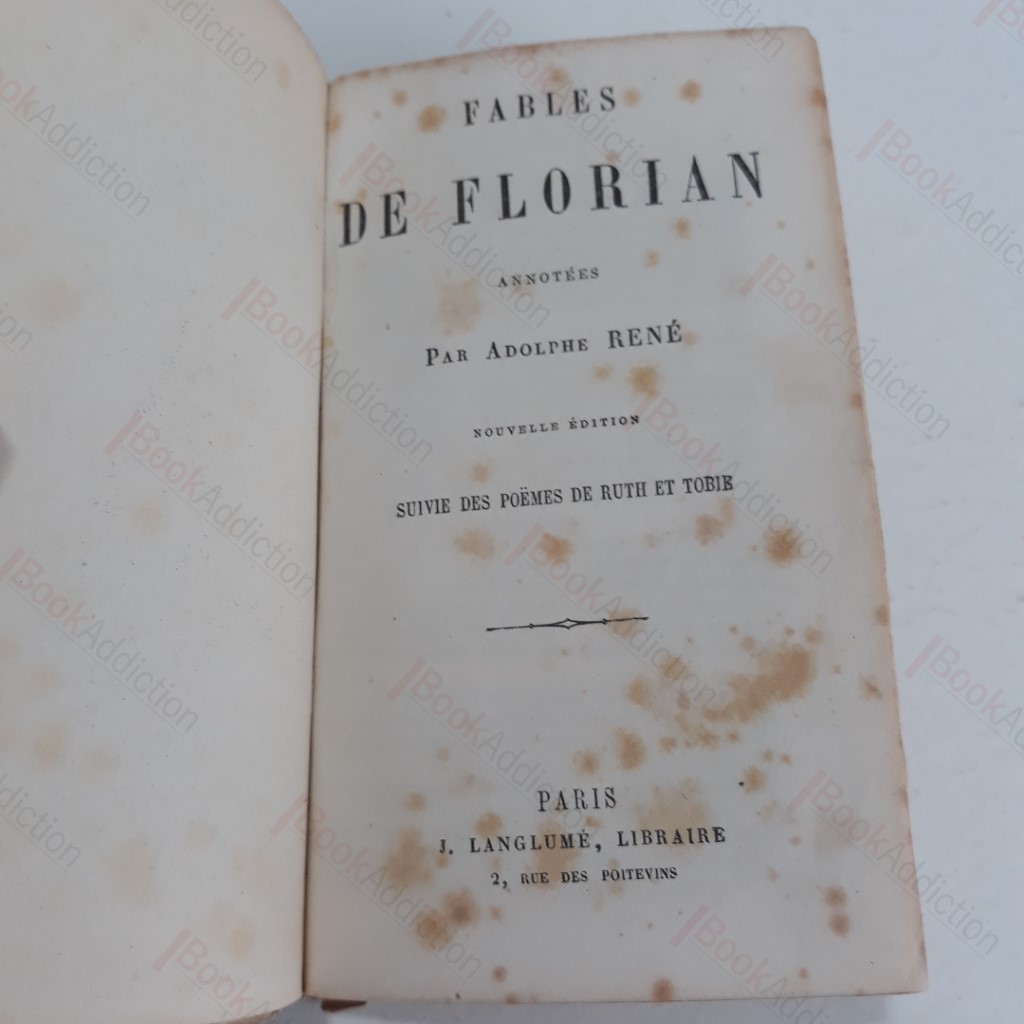 FABLES
DE FLORIAN
ANNOTÉES
PAR ADOLPHE RENÉ
NOUVELLE ÉDITION
SUIVIE DES POËMES DE RUTH ET TOBIE
PARIS
J. LANGLUMÉ, LIBRAIRE
2, RUE DES POITEVINS
BookAddiction